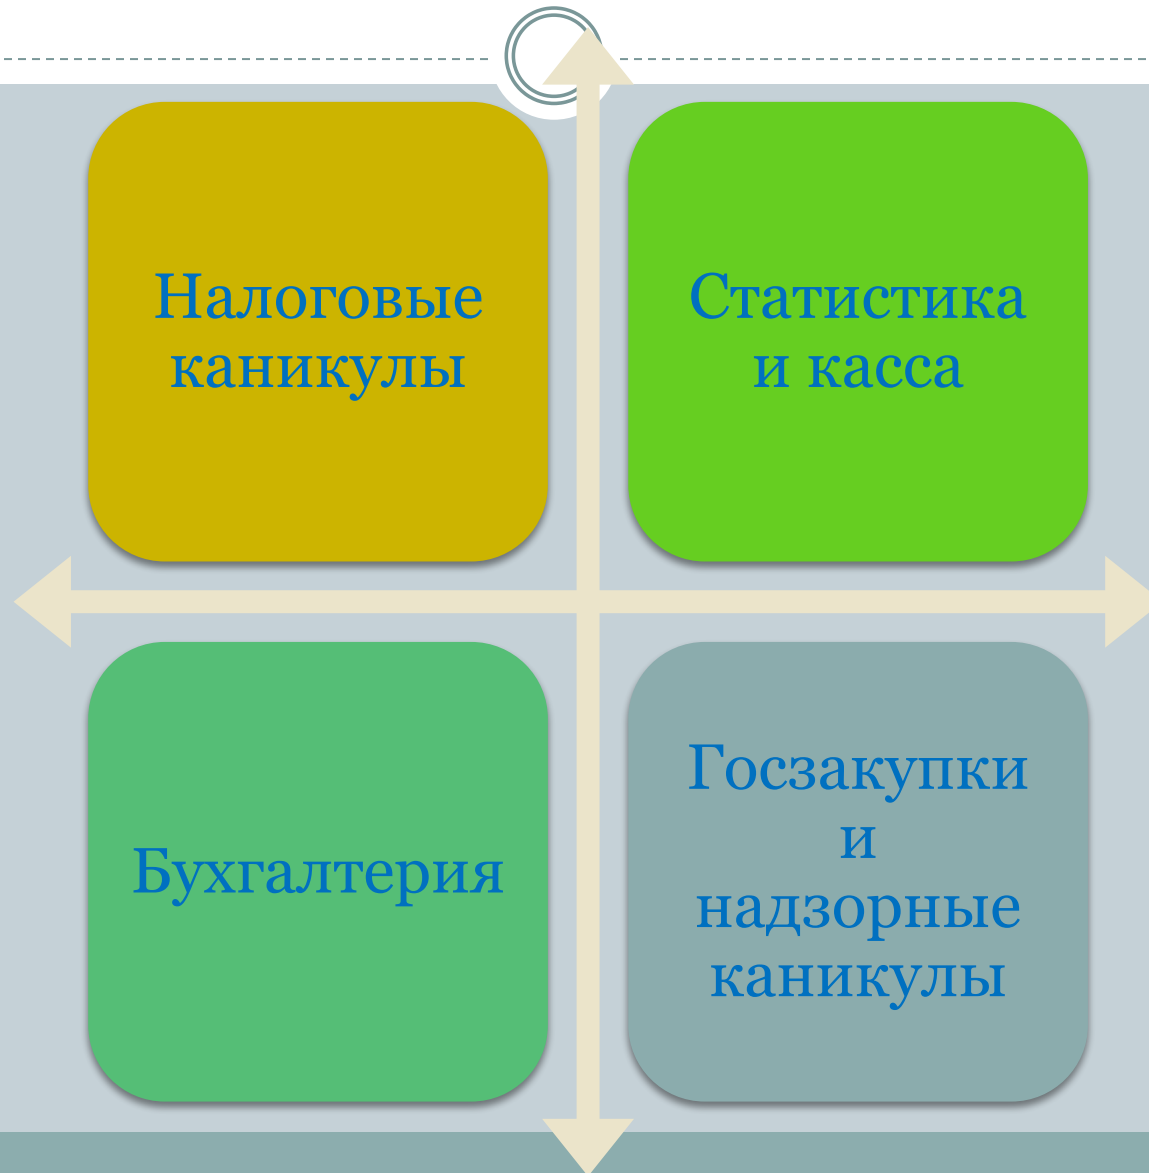 Налоговые
каникулы
Статистика
и касса
Бухгалтерия
Госзакупки
и
надзорные
каникулы